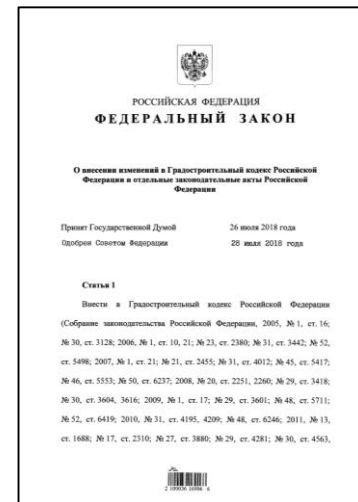 РОССИЙСКАЯ ФЕДЕРАЦИЯ
ФЕДЕРАЛЬНЫЙ ЗАКОН
О внесении изменений в Градостроительный кодекс Российской
Федерации и отдельные законодательные акты Российской
Федерации
Принят Государственной Думой 26 июля 2018 года
Одобрен Советом Федерации 28 июля 2018 года
Статья 1
Внести в Градостроительный кодекс Российской Федерации
(Собрание законодательства Российской Федерации, 2005, № 1, ст. 16;
№ 30, ст. 3128; 2006, № 1, ст. 10, 21; № 23, ст. 2380; № 31, ст. 3442; № 52,
ст. 5498; 2007, № 1, ст. 21; № 21, ст. 2455; № 31, ст. 4012; № 45, ст. 5417;
№ 46, ст. 5553; № 50, ст. 6237; 2008, № 20, ст. 2251, 2260; № 29, ст. 3418;
№ 30, ст. 3604, 3616; 2009, № 1, ст. 17; № 29, ст. 3601; № 48, ст. 5711;
№ 52, ст. 6419; 2010, № 31, ст. 4195, 4209; № 48, ст. 6246; 2011, № 13,
ст. 1688; № 17, ст. 2310; № 27, ст. 3880; № 29, ст. 4281; № 30, ст. 4563,